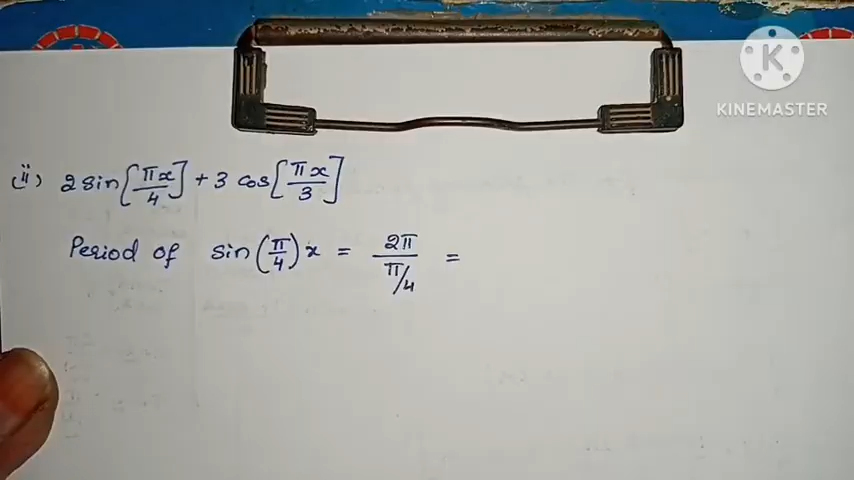 K
KINEMASTER
(ii) 2 sin[πx/4] + 3 cos[πx/3]
Period of sin(π/4)x = 2π/π/4 =